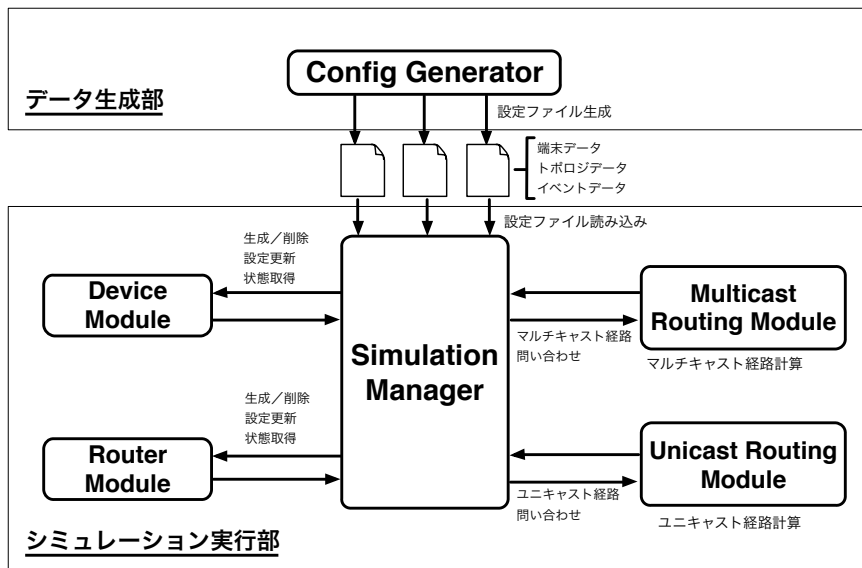 Config Generator
データ生成部
設定ファイル生成
端末データ
トポロジデータ
イベントデータ
設定ファイル読み込み
生成／削除
設定更新
状態取得
Device
Module
Multicast
Routing Module
マルチキャスト経路
問い合わせ
マルチキャスト経路計算
Simulation
Manager
生成／削除
設定更新
状態取得
Router
Module
Unicast Routing
Module
ユニキャスト経路
問い合わせ
ユニキャスト経路計算
シミュレーション実行部